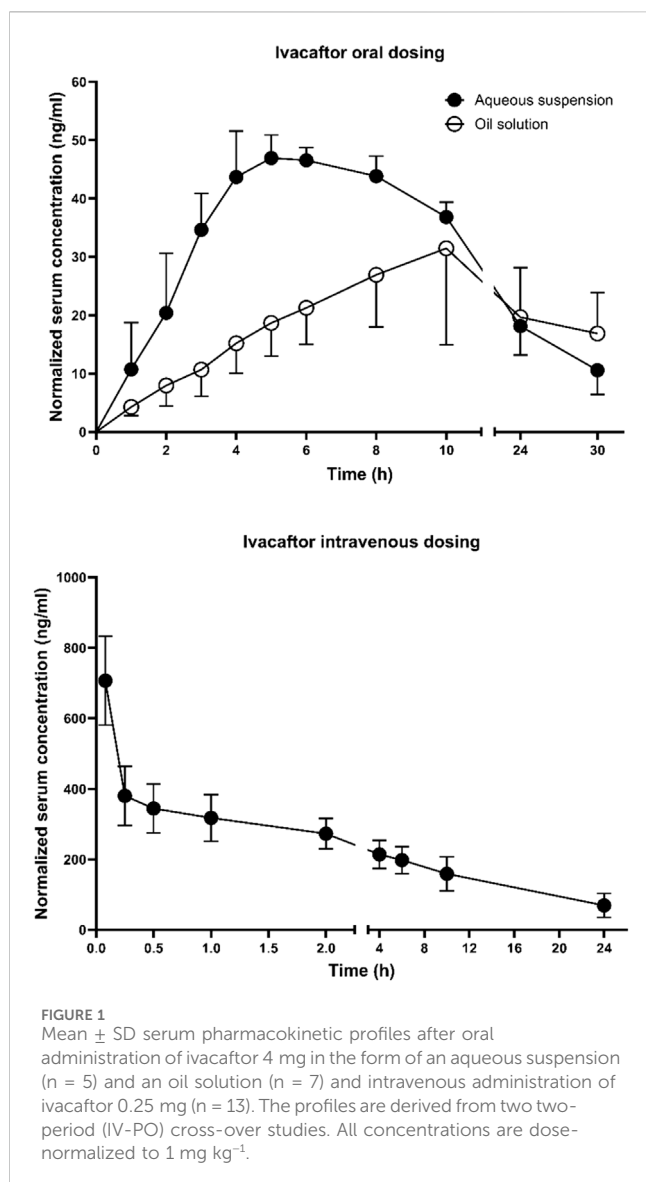 Ivacaftor oral dosing
Normalized serum concentration (ng/ml)
60
50
40
30
20
10
0
Aqueous suspension
Oil solution
0 2 4 6 8 10 24 30
Time (h)
Ivacaftor intravenous dosing
Normalized serum concentration (ng/ml)
1000
800
600
400
200
0
0.0 0.5 1.0 1.5 2.0 4 8 12 16 20 24
Time (h)
FIGURE 1
Mean ± SD serum pharmacokinetic profiles after oral
administration of ivacaftor 4 mg in the form of an aqueous suspension
(n = 5) and an oil solution (n = 7) and intravenous administration of
ivacaftor 0.25 mg (n = 13). The profiles are derived from two two-
period (IV-PO) cross-over studies. All concentrations are dose-
normalized to 1 mg kg⁻¹.